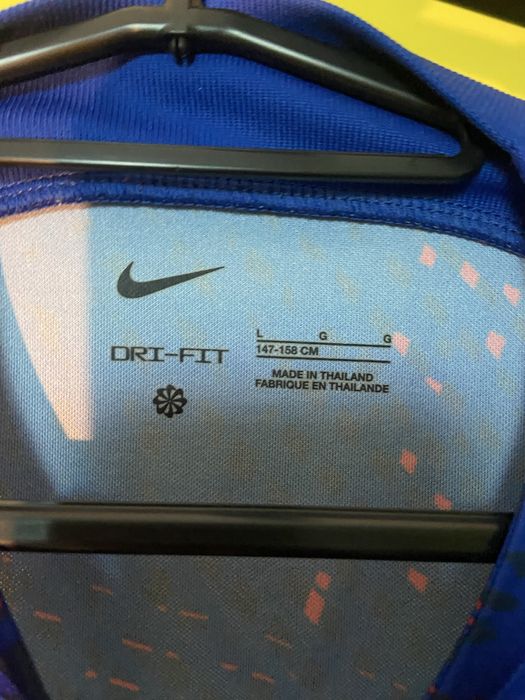 DRI-FIT
L G G
147-158 CM
MADE IN THAILAND
FABRIQUE EN THAILANDE